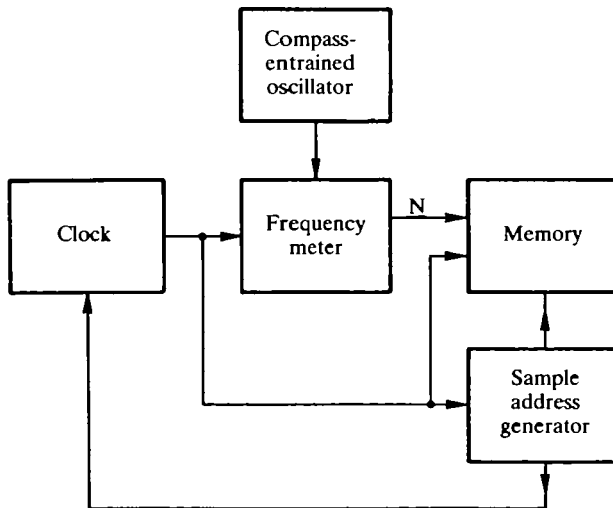 Compass-
entrained
oscillator
Clock
Frequency
meter
N
Memory
Sample
address
generator